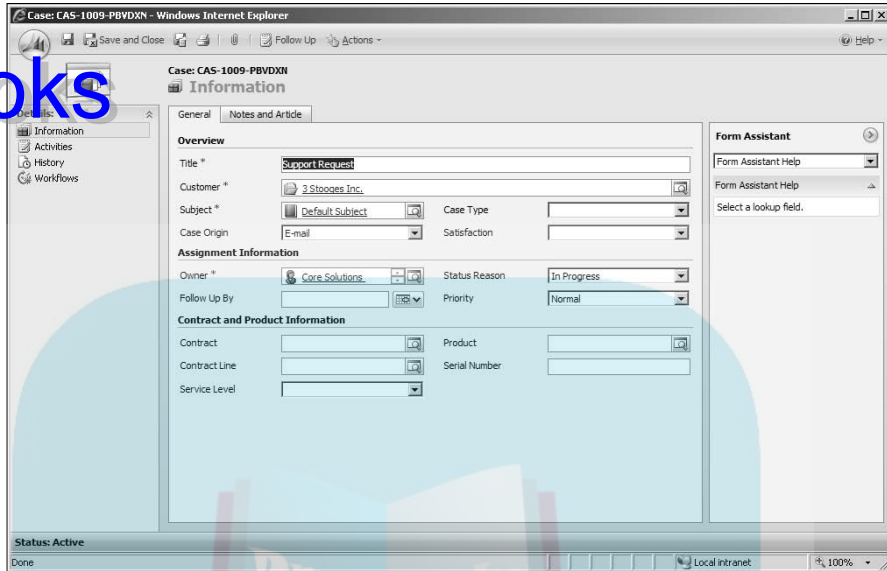 Case: CAS-1009-PBVDXN - Windows Internet Explorer
Save and Close Follow Up Actions Help
oks
Case: CAS-1009-PBVDXN
Information
Details:
Information
Activities
History
Workflows
General Notes and Article
Overview
Title * Support Request
Customer * 3 Stooges Inc.
Subject * Default Subject Case Type
Case Origin E-mail Satisfaction
Assignment Information
Owner * Core Solutions Status Reason In Progress
Follow Up By Priority Normal
Contract and Product Information
Contract Product
Contract Line Serial Number
Service Level
Form Assistant
Form Assistant Help
Form Assistant Help
Select a lookup field.
Status: Active
Done Local intranet 100%